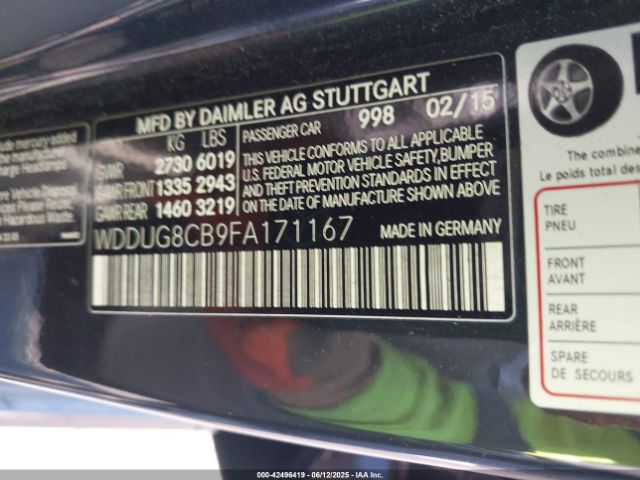 MFD BY DAIMLER AG STUTTGART
KG LBS
GVWR 2730 6019
GAWR FRONT 1335 2943
GAWR REAR 1460 3219
PASSENGER CAR 998 02/15
THIS VEHICLE CONFORMS TO ALL APPLICABLE
U.S. FEDERAL MOTOR VEHICLE SAFETY, BUMPER
AND THEFT PREVENTION STANDARDS IN EFFECT
ON THE DATE OF MANUFACTURE SHOWN ABOVE
WDDUG8CB9FA171167
MADE IN GERMANY
The combine
Le poids total des
TIRE
PNEU
FRONT
AVANT
REAR
ARRIÈRE
SPARE
DE SECOURS
000-42496419 - 06/12/2025 - IAAI.COM